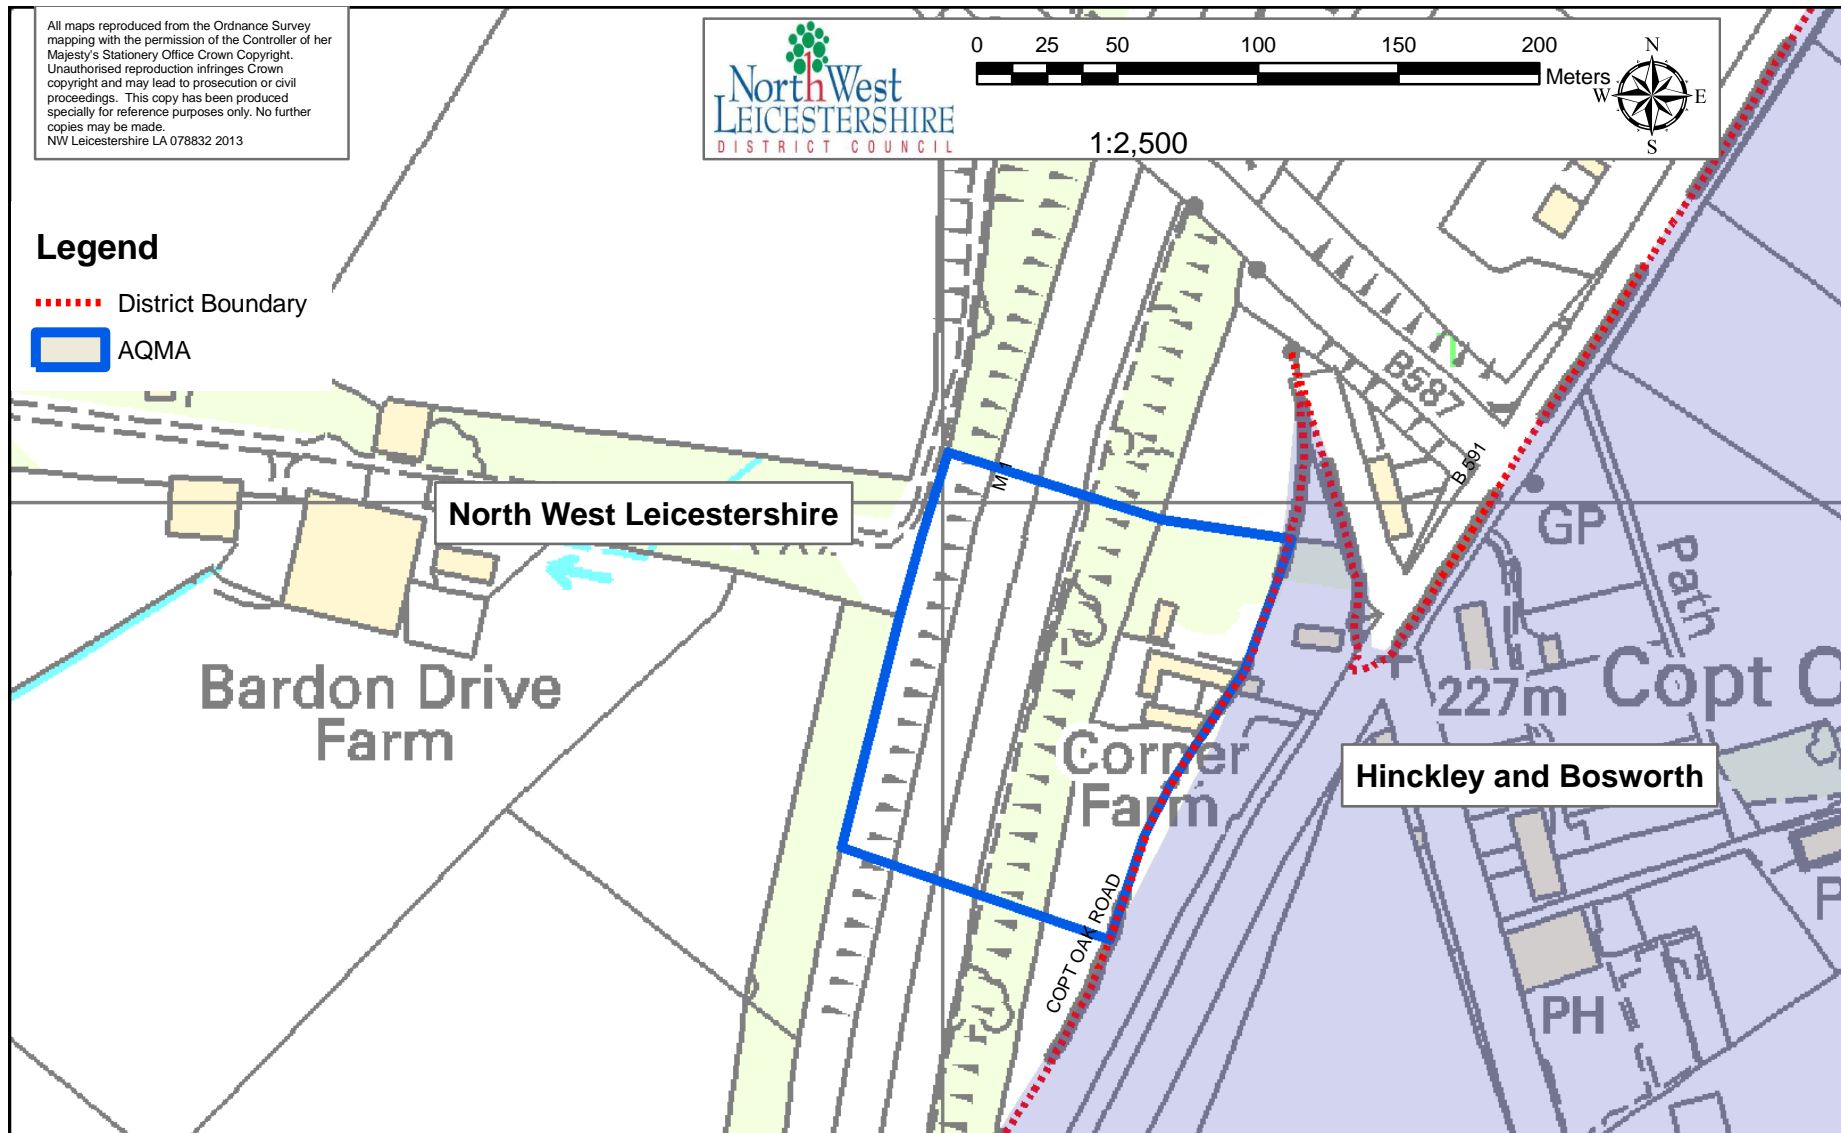 All maps reproduced from the Ordnance Survey
mapping with the permission of the Controller of her
Majesty's Stationery Office Crown Copyright.
Unauthorised reproduction infringes Crown
copyright and may lead to prosecution or civil
proceedings. This copy has been produced
specially for reference purposes only. No further
copies may be made.
NW Leicestershire LA 078832 2013
North West
LEICESTERSHIRE
DISTRICT COUNCIL
0 25 50 100 150 200
Meters
1:2,500
N
W E
S
Legend
District Boundary
AQMA
B587
B 591
M 1
North West Leicestershire
GP
Path
Bardon Drive
Farm
227m
Copt O
Corner
Farm
Hinckley and Bosworth
COPT OAK ROAD
PH
P